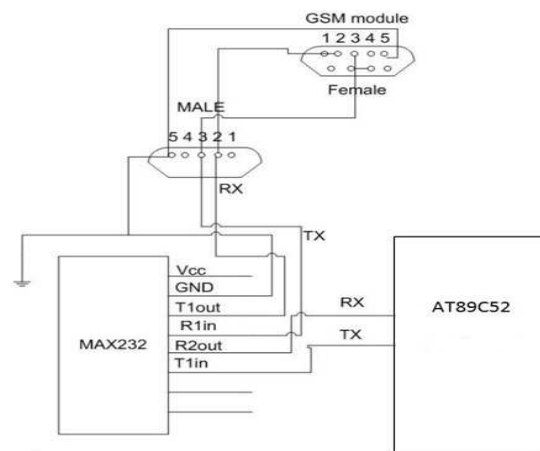 GSM module
1 2 3 4 5
Female
MALE
5 4 3 2 1
RX
TX
Vcc
GND
T1out
R1in
R2out
T1in
MAX232
RX
TX
AT89C52